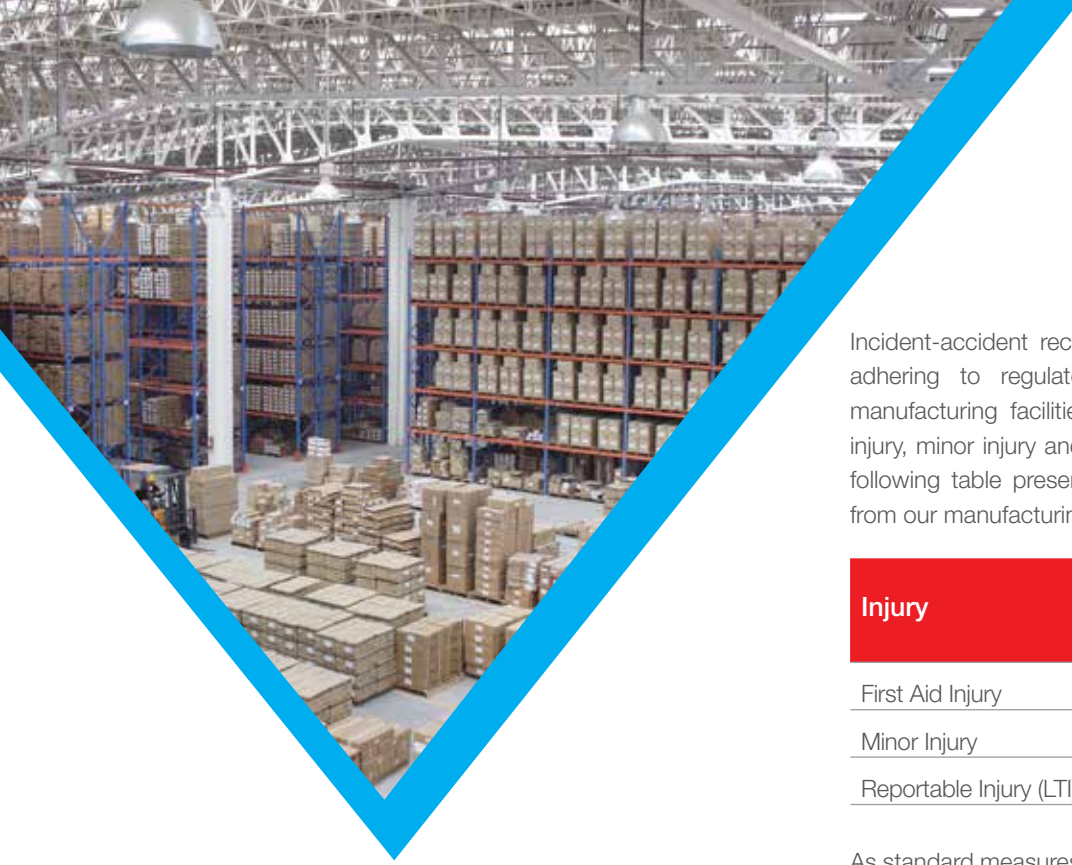 Incident-accident rec
adhering to regulat
manufacturing faciliti
injury, minor injury an
following table prese
from our manufacturin
Injury
First Aid Injury
Minor Injury
Reportable Injury (LTI
As standard measures